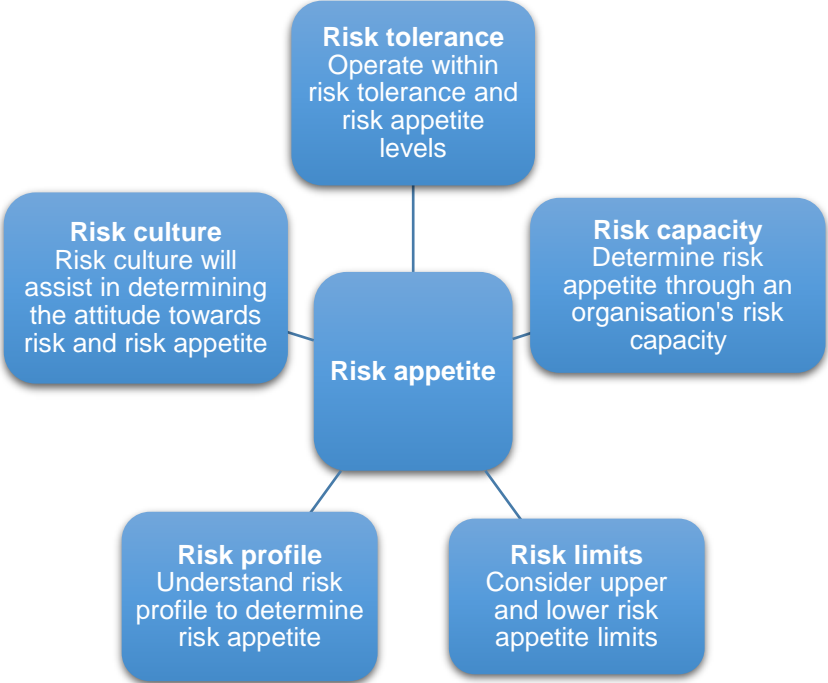 Risk tolerance
Operate within
risk tolerance and
risk appetite
levels
Risk culture
Risk culture will
assist in determining
the attitude towards
risk and risk appetite
Risk capacity
Determine risk
appetite through an
organisation's risk
capacity
Risk appetite
Risk profile
Understand risk
profile to determine
risk appetite
Risk limits
Consider upper
and lower risk
appetite limits